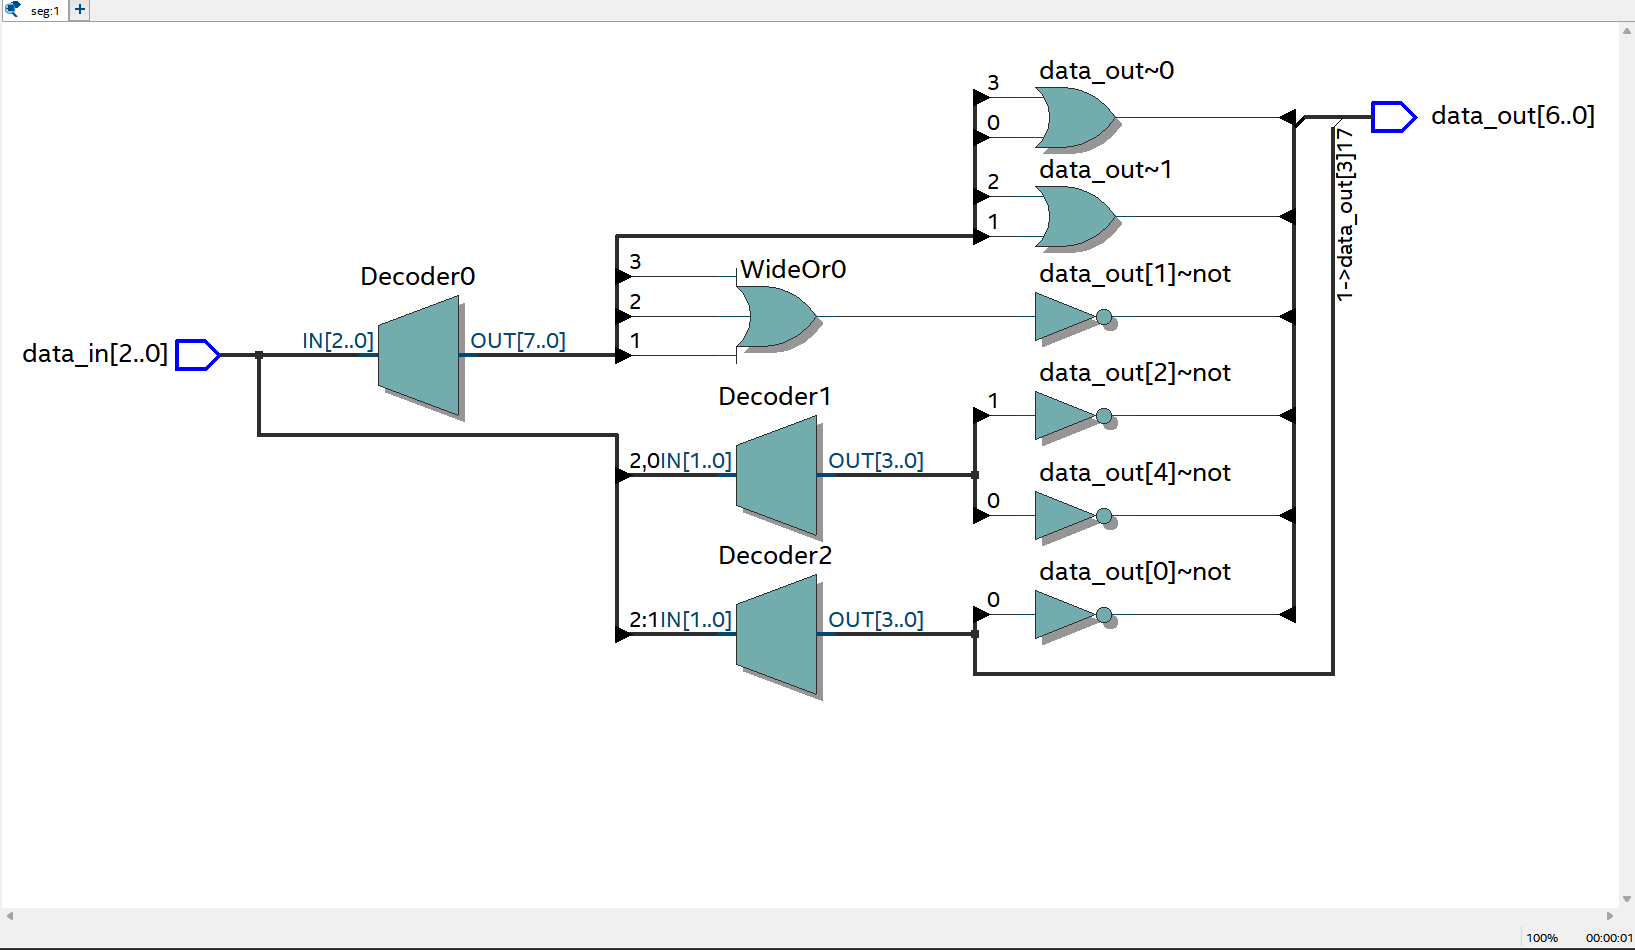 seg:1
+
data_out~0
3
0
data_out[6..0]
data_out~1
2
1
1->data_out[3]17
WideOr0
3
2
1
data_out[1]~not
Decoder0
IN[2..0]
OUT[7..0]
data_in[2..0]
data_out[2]~not
1
Decoder1
2,0IN[1..0]
OUT[3..0]
data_out[4]~not
0
Decoder2
2:1IN[1..0]
OUT[3..0]
data_out[0]~not
0
100%
00:00:01